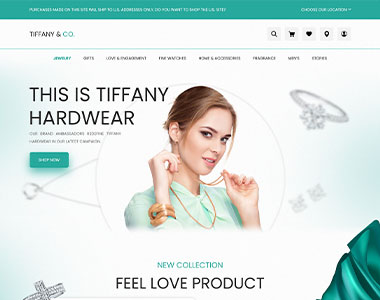 PURCHASES MADE ON THIS SITE WILL SHIP TO U.S. ADDRESSES ONLY. DO YOU WANT TO SHOP THE U.S. SITE?
CHOOSE OUR LOCATION
TIFFANY & CO.
JEWELRY GIFTS LOVE & ENGAGEMENT FINE WATCHES HOME & ACCESSORIES FRAGRANCE MEN'S STORIES
THIS IS TIFFANY
HARDWEAR
OUR BRAND AMBASSADORS TIFFANY
HARDWEAR IN OUR LATEST CAMPAIGN
SHOP NOW
NEW COLLECTION
FEEL LOVE PRODUCT